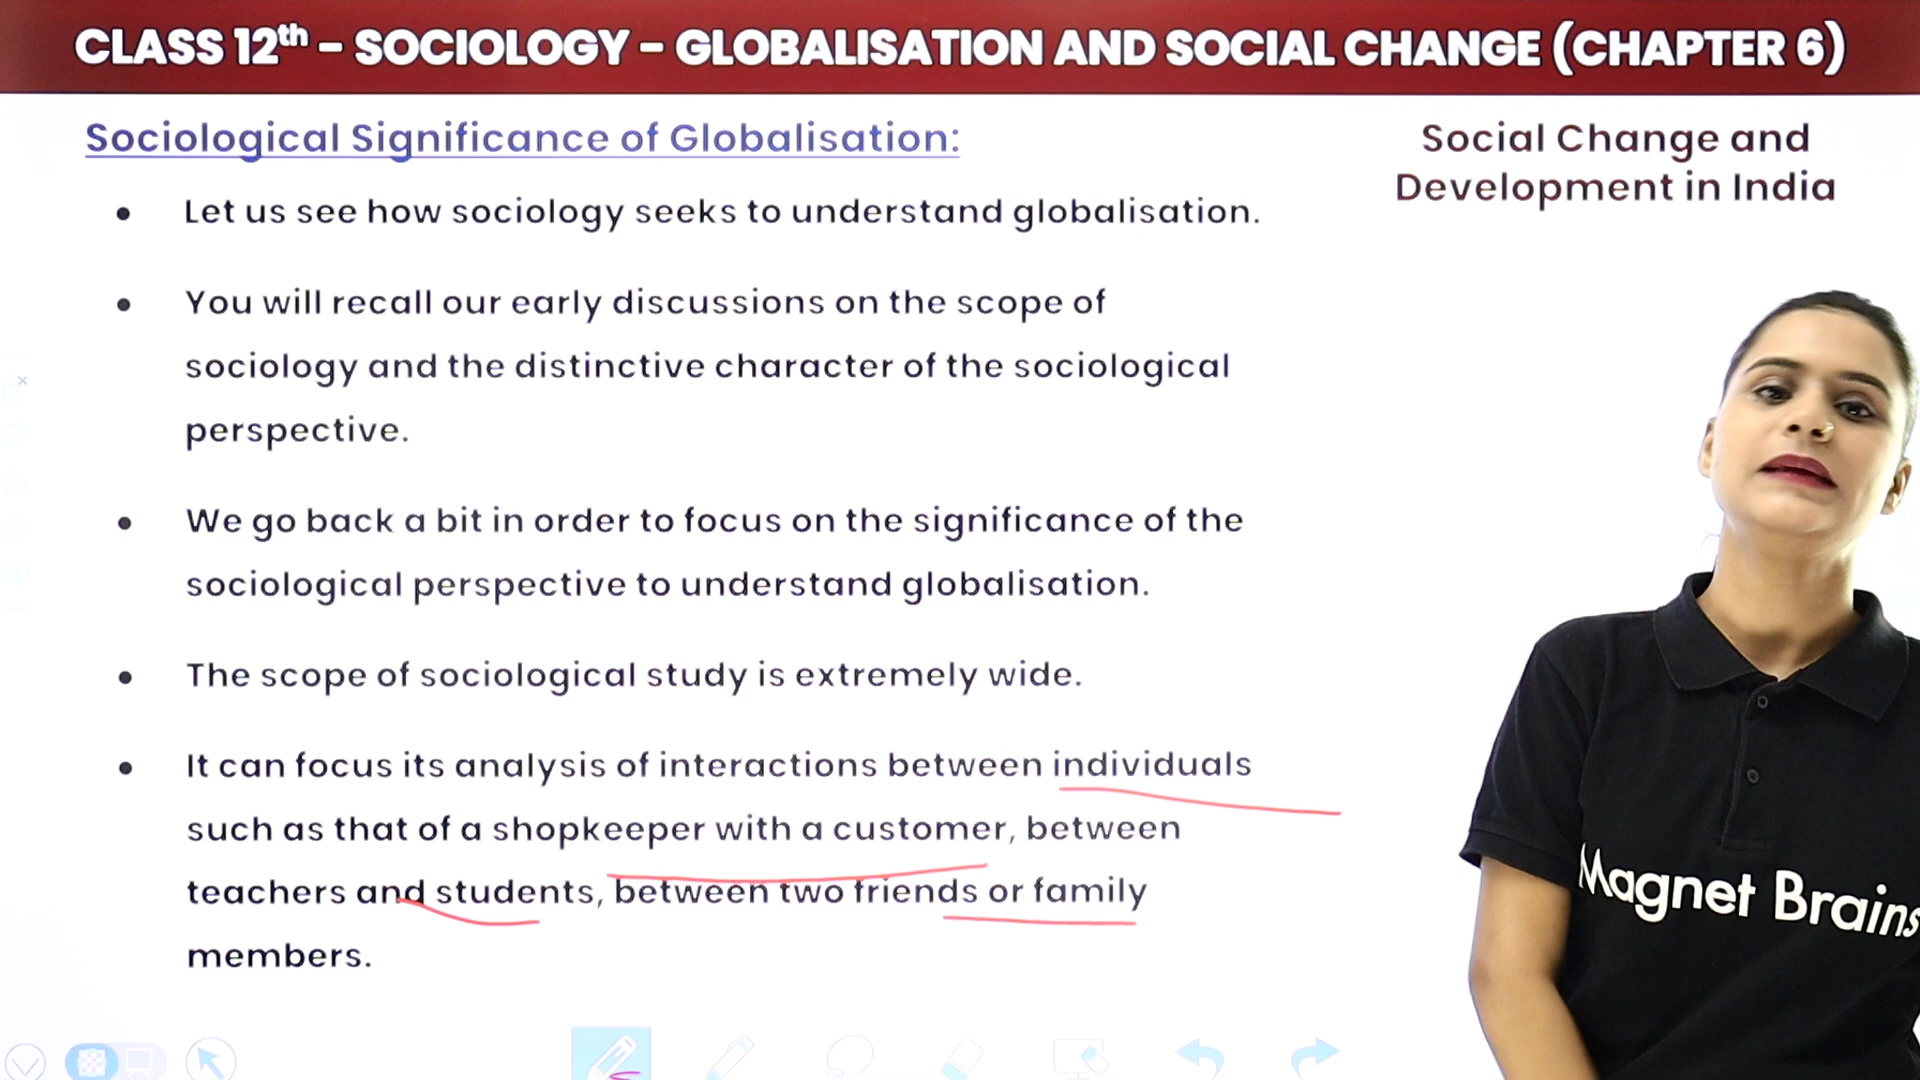 CLASS 12th – SOCIOLOGY – GLOBALISATION AND SOCIAL CHANGE (CHAPTER 6)
Sociological Significance of Globalisation:
Social Change and
Development in India
• Let us see how sociology seeks to understand globalisation.
• You will recall our early discussions on the scope of
sociology and the distinctive character of the sociological
perspective.
• We go back a bit in order to focus on the significance of the
sociological perspective to understand globalisation.
• The scope of sociological study is extremely wide.
• It can focus its analysis of interactions between individuals
such as that of a shopkeeper with a customer, between
teachers and students, between two friends or family
members.
Magnet Brains